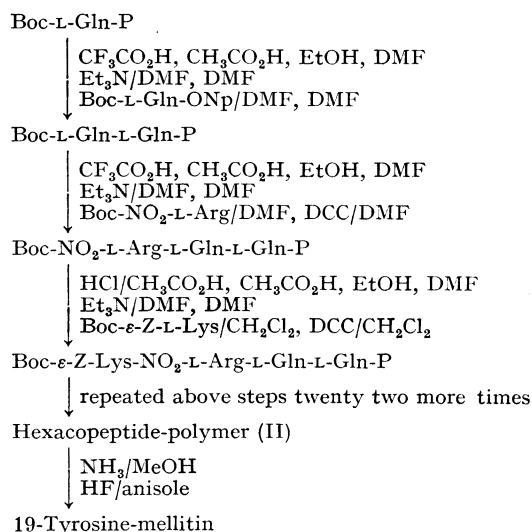 Boc-L-Gln-P
CF₃CO₂H, CH₃CO₂H, EtOH, DMF
Et₃N/DMF, DMF
Boc-L-Gln-ONp/DMF, DMF
Boc-L-Gln-L-Gln-P
CF₃CO₂H, CH₃CO₂H, EtOH, DMF
Et₃N/DMF, DMF
Boc-NO₂-L-Arg/DMF, DCC/DMF
Boc-NO₂-L-Arg-L-Gln-L-Gln-P
HCl/CH₃CO₂H, CH₃CO₂H, EtOH, DMF
Et₃N/DMF, DMF
Boc-ε-Z-L-Lys/CH₂Cl₂, DCC/CH₂Cl₂
Boc-ε-Z-Lys-NO₂-L-Arg-L-Gln-L-Gln-P
repeated above steps twenty two more times
Hexacopeptide-polymer (II)
NH₃/MeOH
HF/anisole
19-Tyrosine-mellitin